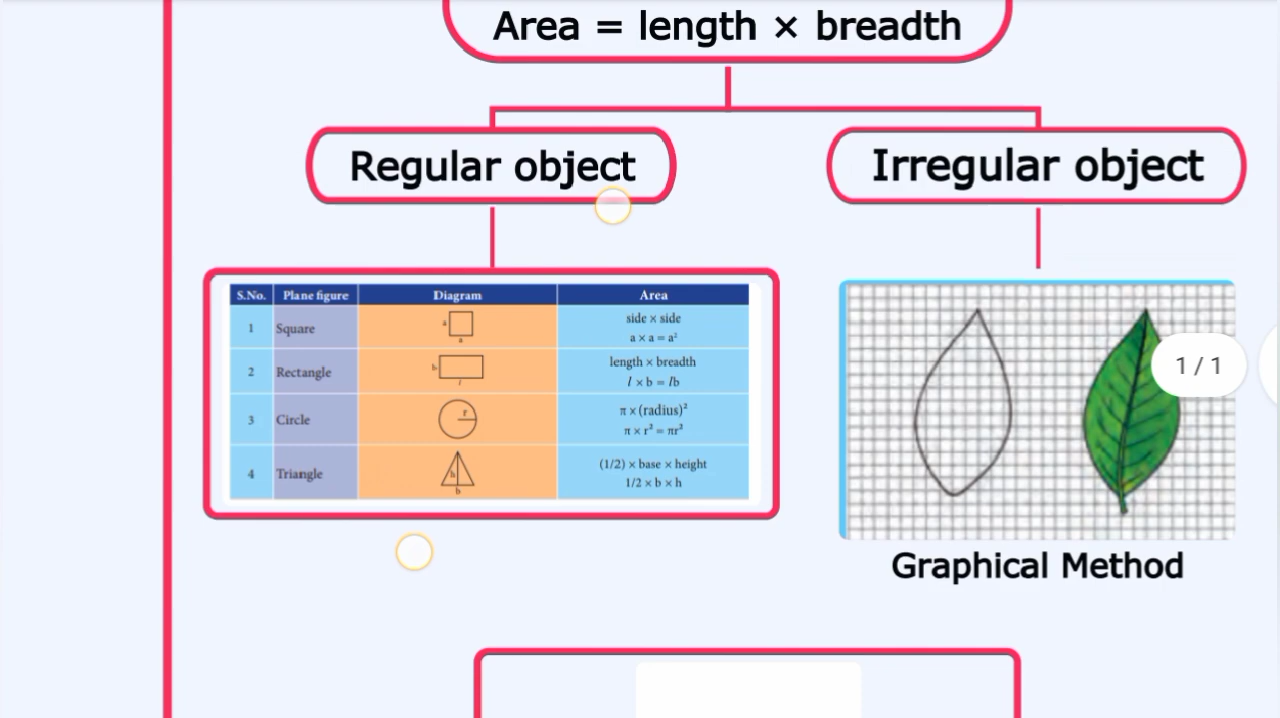 Area = length × breadth
Regular object
Irregular object
S.No. Plane figure Diagram Area
1 Square a a side × side
a × a = a²
2 Rectangle b l length × breadth
l × b = lb
3 Circle r π × (radius)²
π × r² = πr²
4 Triangle h b (1/2) × base × height
1/2 × b × h
1 / 1
Graphical Method